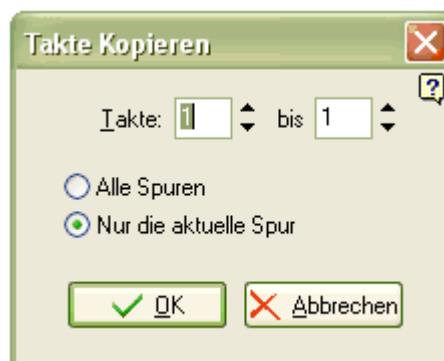 Takte Kopieren
?
Takte: 1 bis 1
Alle Spuren
Nur die aktuelle Spur
OK Abbrechen